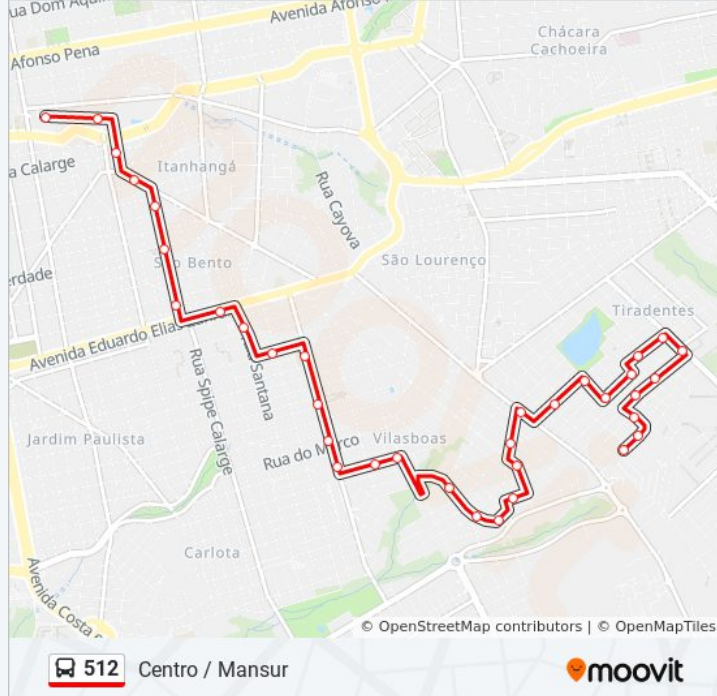 ua Dom Aqui
Avenida Afonso
Afonso Pena
Chácara
Cachoeira
a Calarge
Itanhangá
Rua Cayova
São Bento
São Lourenço
erdade
Tiradentes
Avenida Eduardo Elias
Santana
Rua Spipe Calarge
Jardim Paulista
Rua do Marco
Vilasboas
Carlota
Avenida Costa
© OpenStreetMap contributors | © OpenMapTiles
512 Centro / Mansur
moovit